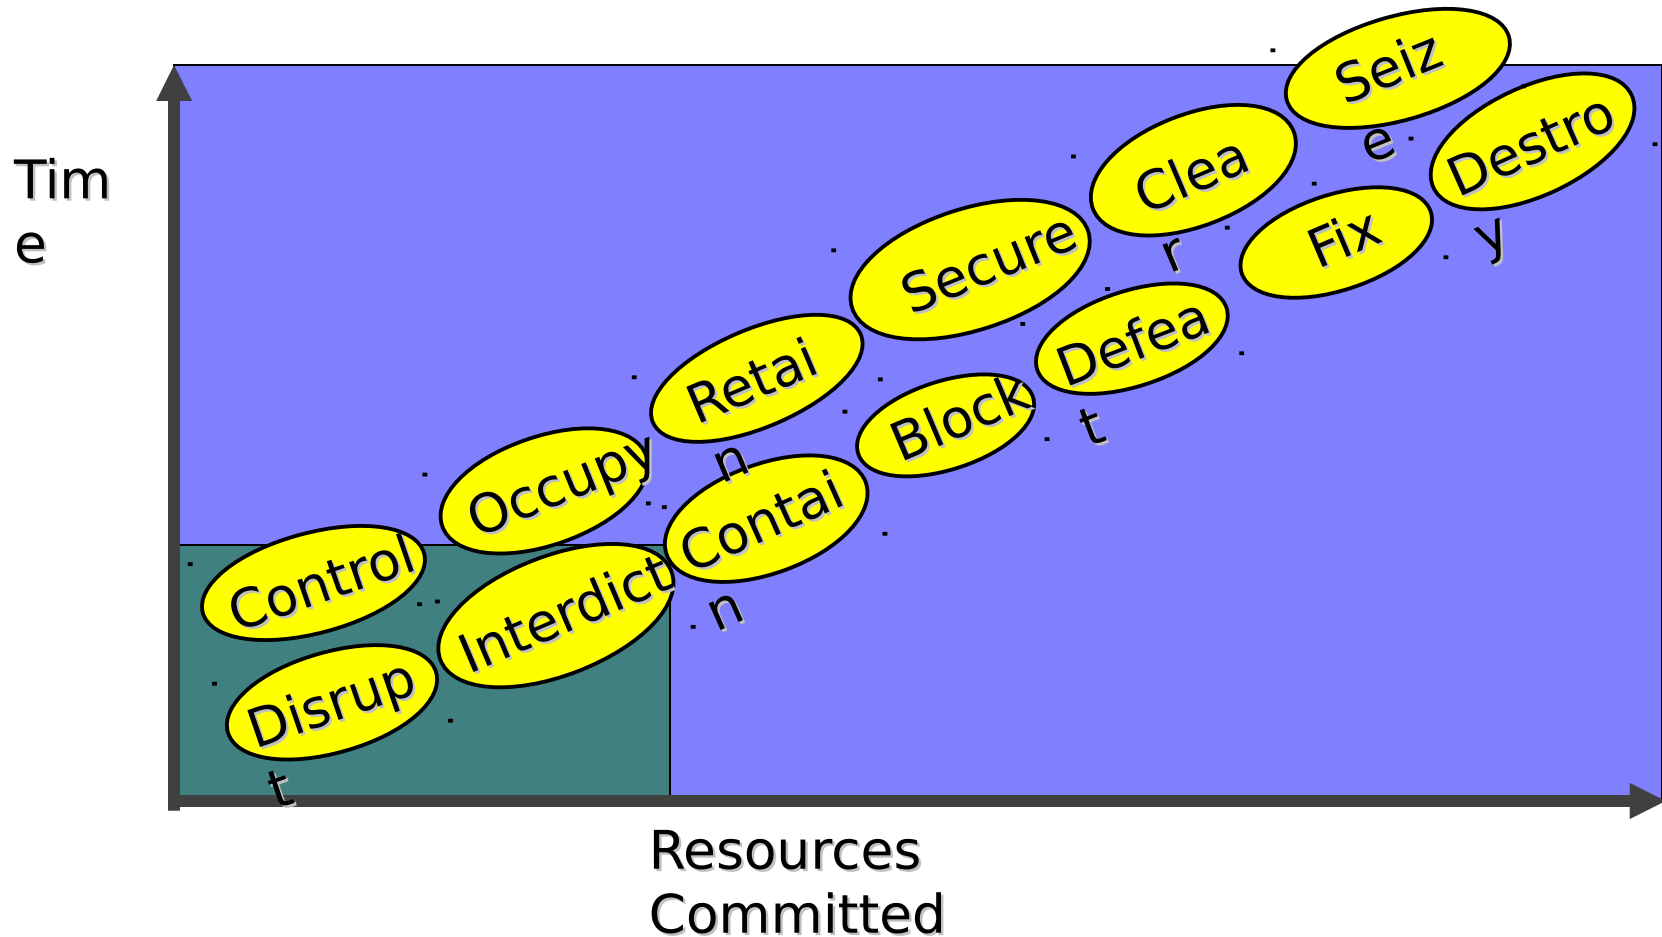 Seiz
e
Destro
y
Tim
e
Clea
r
Fix
Secure
Defea
t
Retai
n
Block
Occupy
Contai
n
Control
Interdict
Disrup
t
Resources
Committed